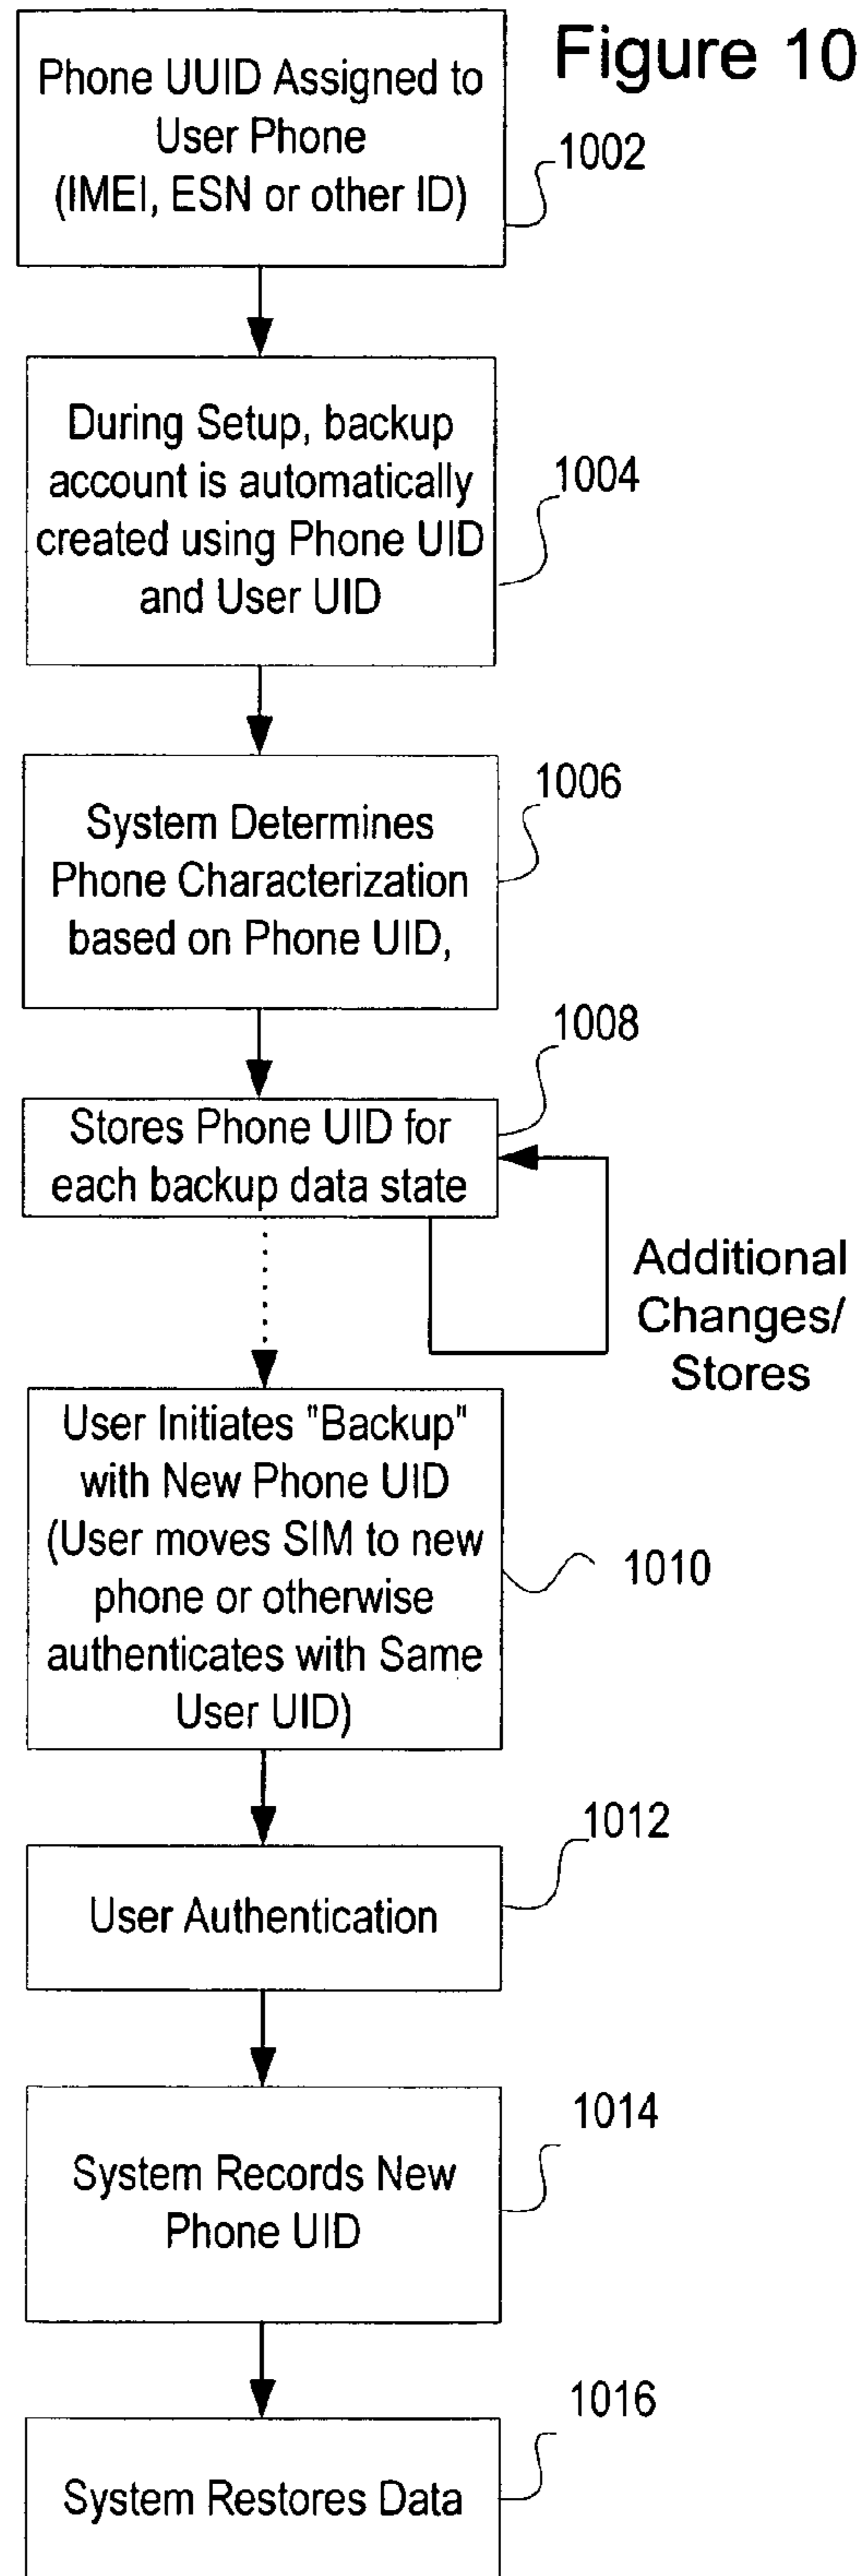 Figure 10
Phone UUID Assigned to
User Phone
(IMEI, ESN or other ID)
1002
During Setup, backup
account is automatically
created using Phone UID
and User UID
1004
System Determines
Phone Characterization
based on Phone UID,
1006
Stores Phone UID for
each backup data state
1008
Additional
Changes/
Stores
User Initiates "Backup"
with New Phone UID
(User moves SIM to new
phone or otherwise
authenticates with Same
User UID)
1010
User Authentication
1012
System Records New
Phone UID
1014
System Restores Data
1016